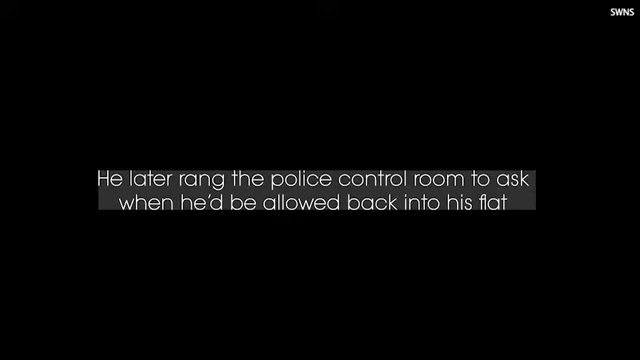 SWNS
He later rang the police control room to ask
when he'd be allowed back into his flat